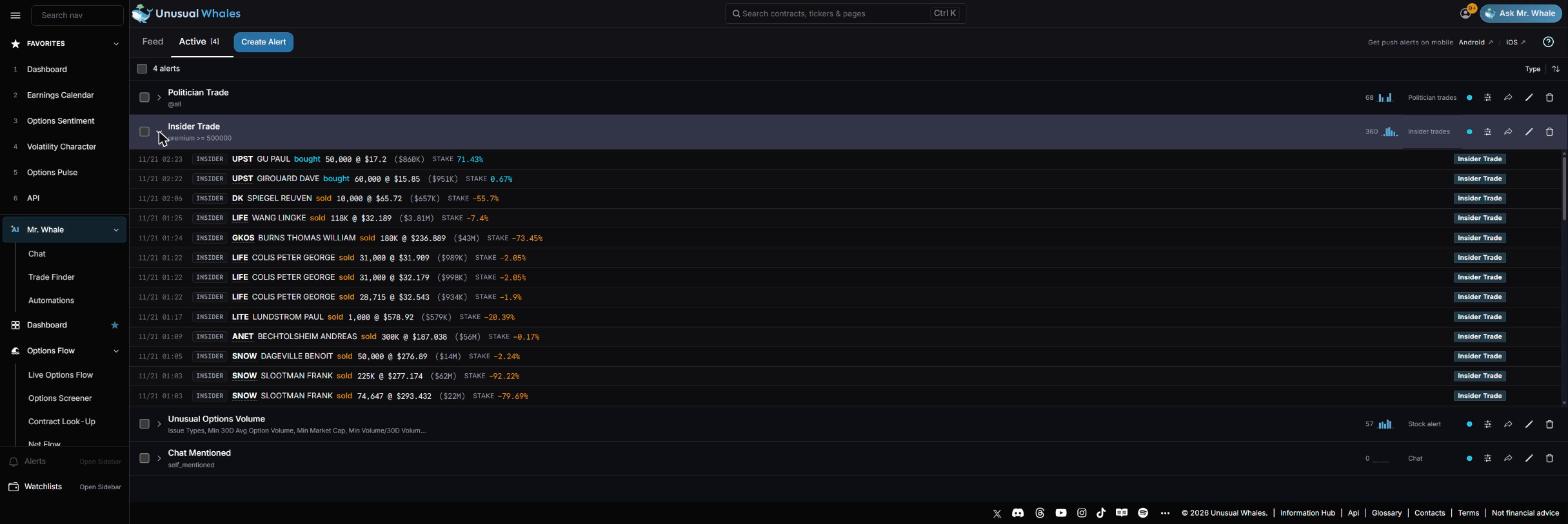 Search nav
Unusual Whales
Search contracts, tickers & pages
Ctrl K
9+
Ask Mr. Whale
FAVORITES
1 Dashboard
2 Earnings Calendar
3 Options Sentiment
4 Volatility Character
5 Options Pulse
6 API
AI Mr. Whale
Chat
Trade Finder
Automations
Dashboard
Options Flow
Live Options Flow
Options Screener
Contract Look-Up
Net Flow
Alerts Open Sidebar
Watchlists Open Sidebar
Feed Active (4) Create Alert
Get push alerts on mobile Android ↗ / iOS ↗
4 alerts
Type
Politician Trade
@all
68 Politician trades
Insider Trade
premium >= 500000
360 Insider trades
11/21 02:23 INSIDER UPST GU PAUL bought 50,000 @ $17.2 ($860K) STAKE 71.43% Insider Trade
11/21 02:22 INSIDER UPST GIROUARD DAVE bought 60,000 @ $15.85 ($951K) STAKE 0.67% Insider Trade
11/21 02:06 INSIDER DK SPIEGEL REUVEN sold 10,000 @ $65.72 ($657K) STAKE -55.7% Insider Trade
11/21 01:25 INSIDER LIFE WANG LINGKE sold 118K @ $32.189 ($3.81M) STAKE -7.4% Insider Trade
11/21 01:24 INSIDER GKOS BURNS THOMAS WILLIAM sold 180K @ $236.889 ($43M) STAKE -73.45% Insider Trade
11/21 01:22 INSIDER LIFE COLIS PETER GEORGE sold 31,000 @ $31.909 ($989K) STAKE -2.05% Insider Trade
11/21 01:22 INSIDER LIFE COLIS PETER GEORGE sold 31,000 @ $32.179 ($998K) STAKE -2.05% Insider Trade
11/21 01:22 INSIDER LIFE COLIS PETER GEORGE sold 28,715 @ $32.543 ($934K) STAKE -1.9% Insider Trade
11/21 01:17 INSIDER LITE LUNDSTROM PAUL sold 1,000 @ $578.92 ($579K) STAKE -20.39% Insider Trade
11/21 01:09 INSIDER ANET BECHTOLSHEIM ANDREAS sold 300K @ $187.038 ($56M) STAKE -0.17% Insider Trade
11/21 01:05 INSIDER SNOW DAGEVILLE BENOIT sold 50,000 @ $276.89 ($14M) STAKE -2.24% Insider Trade
11/21 01:03 INSIDER SNOW SLOOTMAN FRANK sold 225K @ $277.174 ($62M) STAKE -92.22% Insider Trade
11/21 01:03 INSIDER SNOW SLOOTMAN FRANK sold 74,647 @ $293.432 ($22M) STAKE -79.69% Insider Trade
Unusual Options Volume
Issue Types, Min 30D Avg Option Volume, Min Market Cap, Min Volume/30D Volum...
57 Stock alert
Chat Mentioned
self_mentioned
0 Chat
© 2026 Unusual Whales. | Information Hub | Api | Glossary | Contacts | Terms | Not financial advice